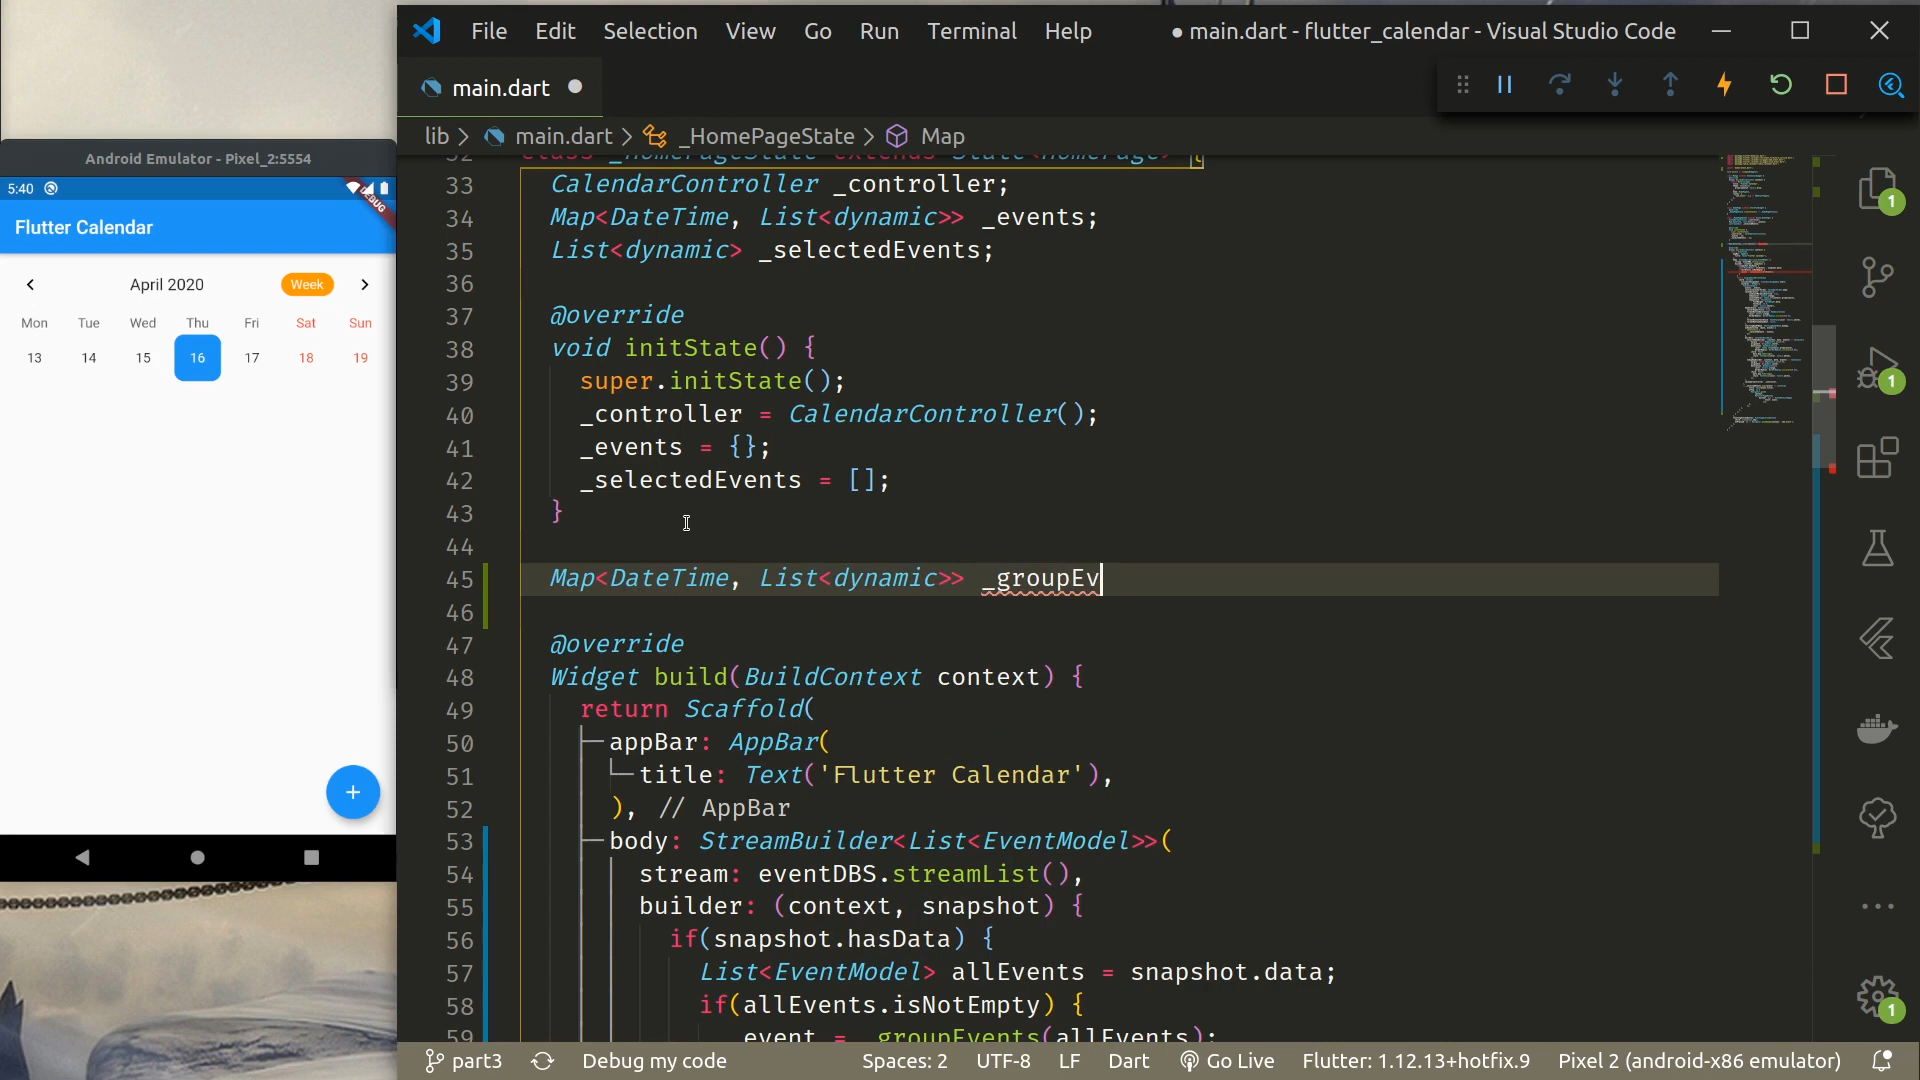 File Edit Selection View Go Run Terminal Help
● main.dart - flutter_calendar - Visual Studio Code
main.dart
lib > main.dart > _HomePageState > Map
Android Emulator - Pixel_2:5554
5:40
DEBUG
Flutter Calendar
April 2020 Week
Mon Tue Wed Thu Fri Sat Sun
13 14 15 16 17 18 19
+
32 class _HomePageState extends State<HomePage> {
33 CalendarController _controller;
34 Map<DateTime, List<dynamic>> _events;
35 List<dynamic> _selectedEvents;
36
37 @override
38 void initState() {
39 super.initState();
40 _controller = CalendarController();
41 _events = {};
42 _selectedEvents = [];
43 }
44
45 Map<DateTime, List<dynamic>> _groupEv
46
47 @override
48 Widget build(BuildContext context) {
49 return Scaffold(
50 appBar: AppBar(
51 title: Text('Flutter Calendar'),
52 ), // AppBar
53 body: StreamBuilder<List<EventModel>>(
54 stream: eventDBS.streamList(),
55 builder: (context, snapshot) {
56 if(snapshot.hasData) {
57 List<EventModel> allEvents = snapshot.data;
58 if(allEvents.isNotEmpty) {
59 event = _groupEvents(allEvents);
1
1
1
part3 Debug my code Spaces: 2 UTF-8 LF Dart Go Live Flutter: 1.12.13+hotfix.9 Pixel 2 (android-x86 emulator)